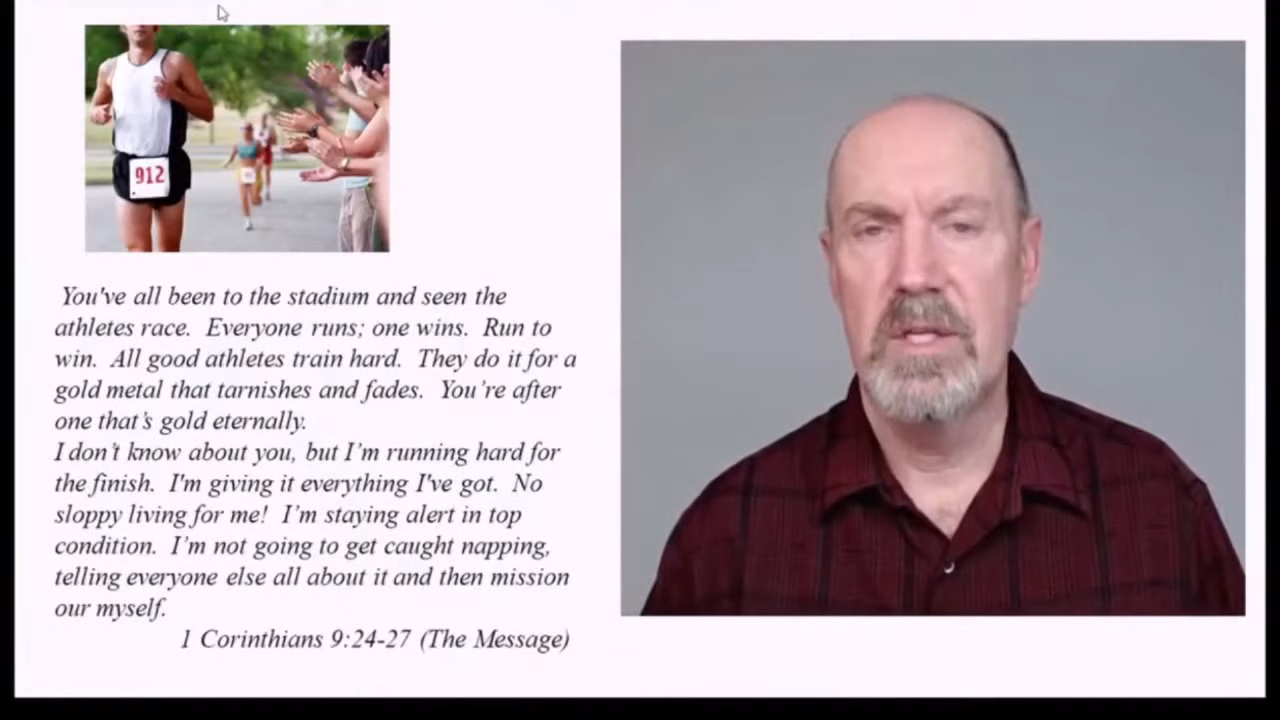 912
You've all been to the stadium and seen the
athletes race.  Everyone runs; one wins.  Run to
win.  All good athletes train hard.  They do it for a
gold metal that tarnishes and fades.  You're after
one that's gold eternally.
I don't know about you, but I'm running hard for
the finish.  I'm giving it everything I've got.  No
sloppy living for me!  I'm staying alert in top
condition.  I'm not going to get caught napping,
telling everyone else all about it and then mission
our myself.
1 Corinthians 9:24-27 (The Message)